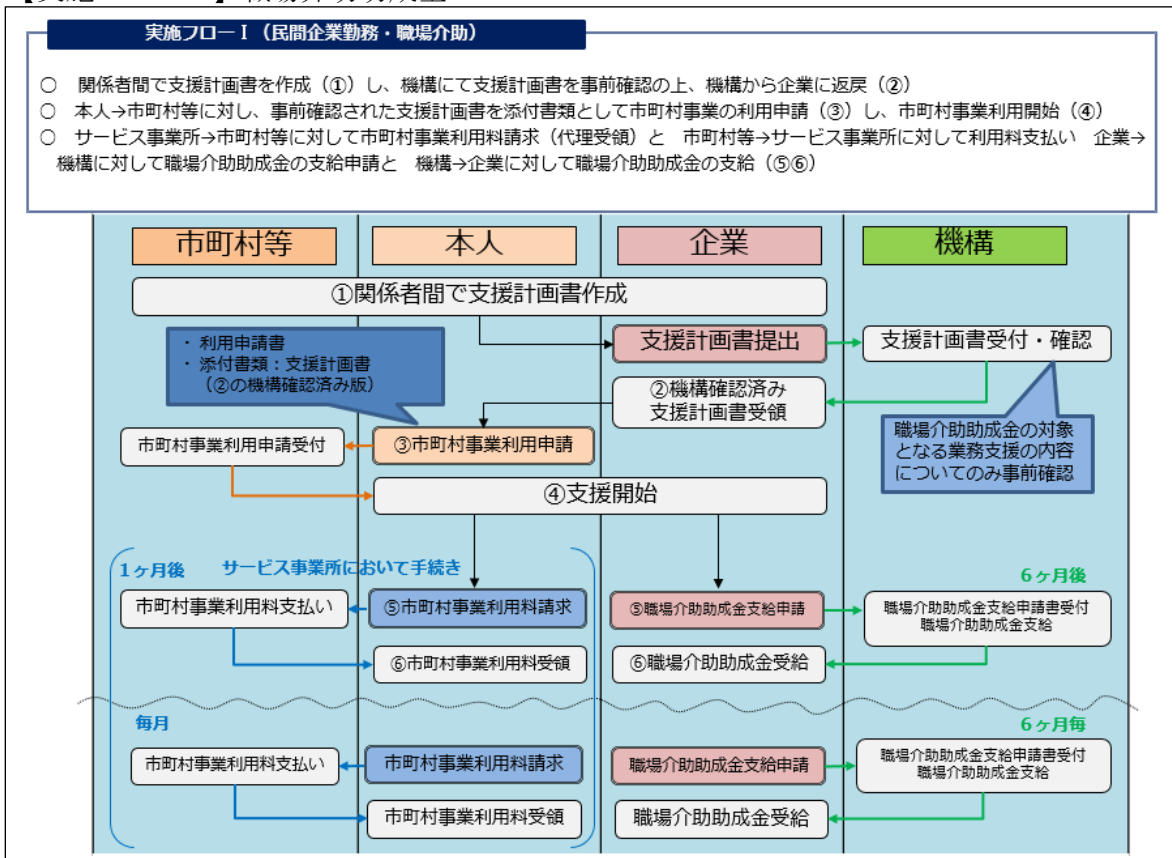 実施フローⅠ（民間企業勤務・職場介助）
○　関係者間で支援計画書を作成（①）し、機構にて支援計画書を事前確認の上、機構から企業に返戻（②）
○　本人→市町村等に対し、事前確認された支援計画書を添付書類として市町村事業の利用申請（③）し、市町村事業利用開始（④）
○　サービス事業所→市町村等に対して市町村事業利用料請求（代理受領）と　市町村等→サービス事業所に対して利用料支払い　企業→
機構に対して職場介助助成金の支給申請と　機構→企業に対して職場介助助成金の支給（⑤⑥）
市町村等
本人
企業
機構
①関係者間で支援計画書作成
・ 利用申請書
・ 添付書類：支援計画書
（②の機構確認済み版）
支援計画書提出
支援計画書受付・確認
②機構確認済み
支援計画書受領
職場介助助成金の対象
となる業務支援の内容
についてのみ事前確認
市町村事業利用申請受付
③市町村事業利用申請
④支援開始
1ヶ月後
サービス事業所において手続き
6ヶ月後
市町村事業利用料支払い
⑤市町村事業利用料請求
⑤職場介助助成金支給申請
職場介助助成金支給申請書受付
職場介助助成金支給
⑥市町村事業利用料受領
⑥職場介助助成金受給
毎月
6ヶ月毎
市町村事業利用料支払い
市町村事業利用料請求
職場介助助成金支給申請
職場介助助成金支給申請書受付
職場介助助成金支給
市町村事業利用料受領
職場介助助成金受給